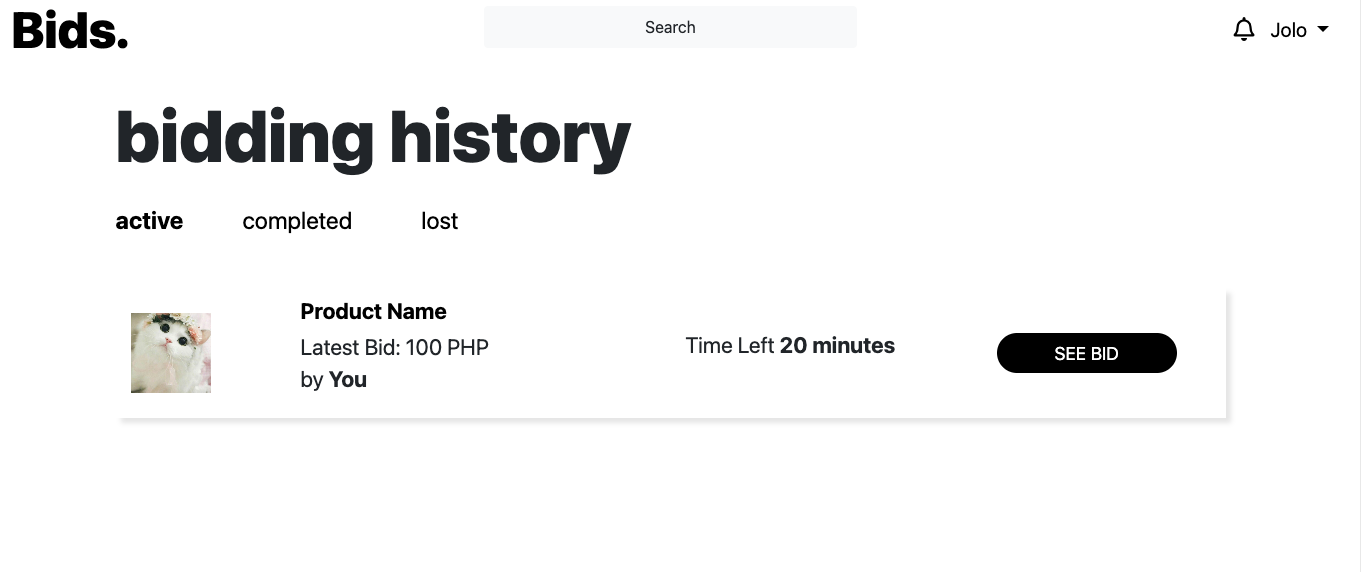 Bids.
Search
Jolo
bidding history
active completed lost
Product Name
Latest Bid: 100 PHP
by You
Time Left 20 minutes
SEE BID